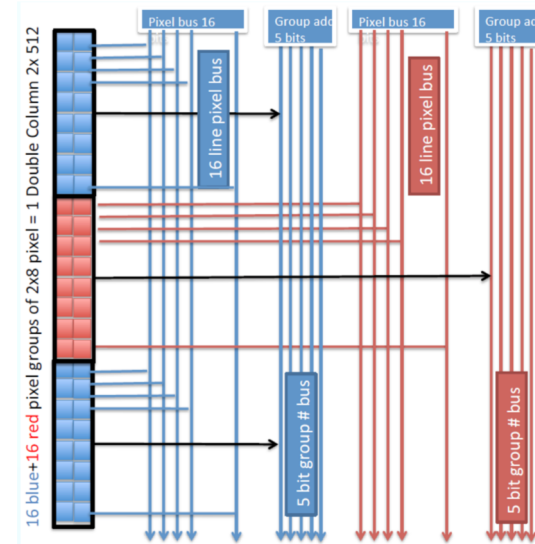 Pixel bus 16
Group add
5 bits
Pixel bus 16
Group ad
5 bits
16 line pixel bus
16 line pixel bus
16 blue+16 red pixel groups of 2x8 pixel = 1 Double Column 2x 512
5 bit group # bus
5 bit group # bus